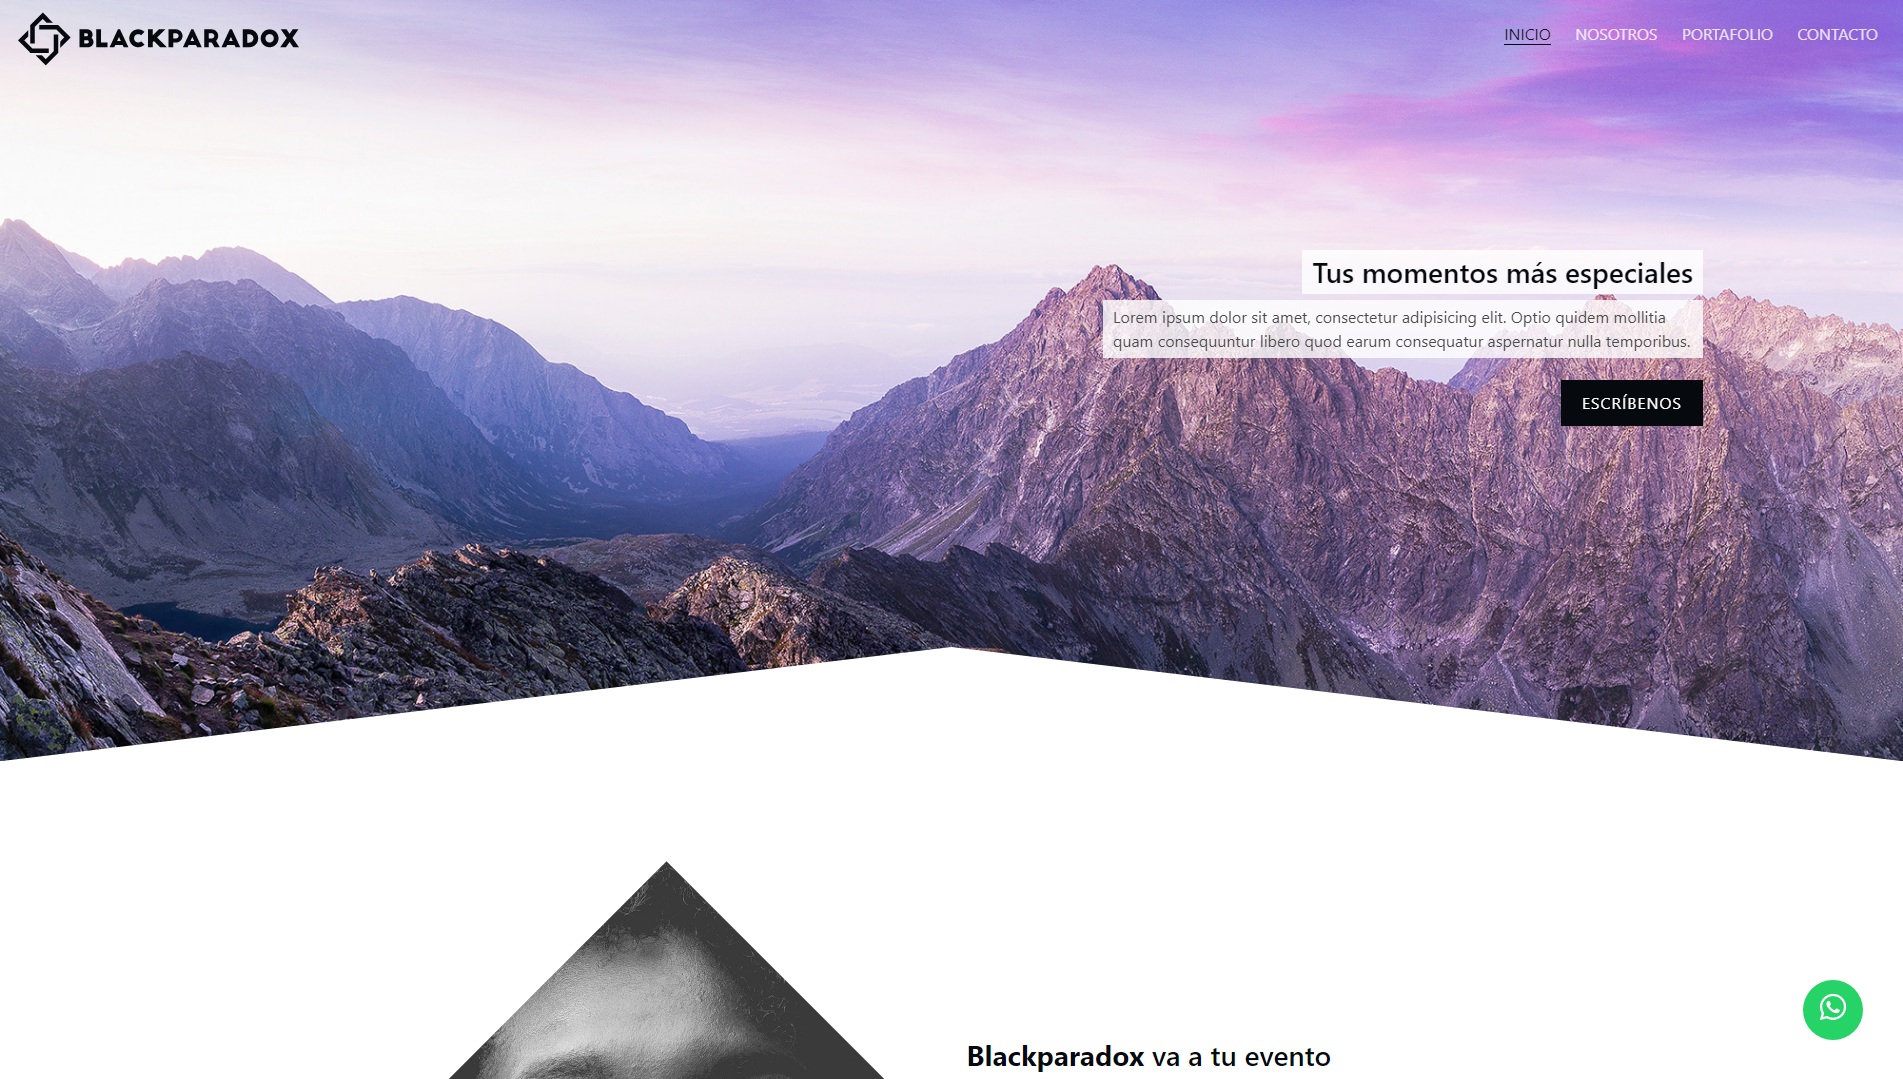 BLACKPARADOX
INICIO NOSOTROS PORTAFOLIO CONTACTO
Tus momentos más especiales
Lorem ipsum dolor sit amet, consectetur adipisicing elit. Optio quidem mollitia
quam consequuntur libero quod earum consequatur aspernatur nulla temporibus.
ESCRÍBENOS
Blackparadox va a tu evento